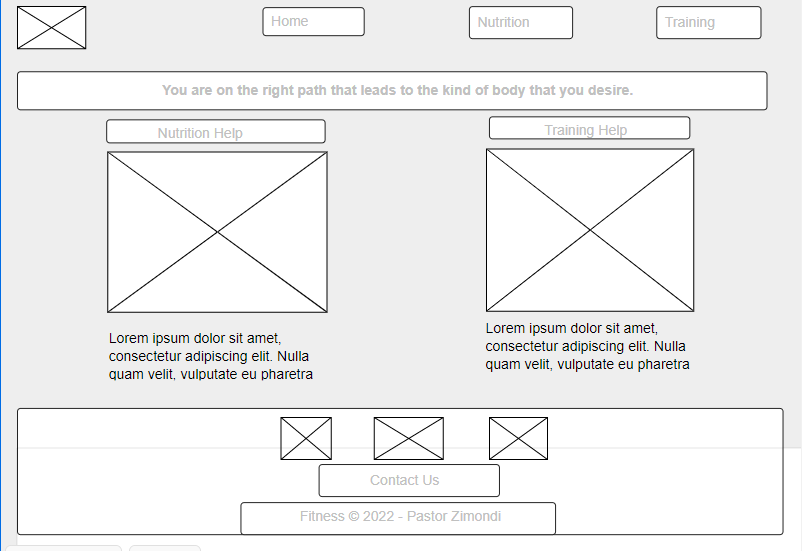 Home
Nutrition
Training
You are on the right path that leads to the kind of body that you desire.
Nutrition Help
Training Help
Lorem ipsum dolor sit amet,
consectetur adipiscing elit. Nulla
quam velit, vulputate eu pharetra
Lorem ipsum dolor sit amet,
consectetur adipiscing elit. Nulla
quam velit, vulputate eu pharetra
Contact Us
Fitness © 2022 - Pastor Zimondi